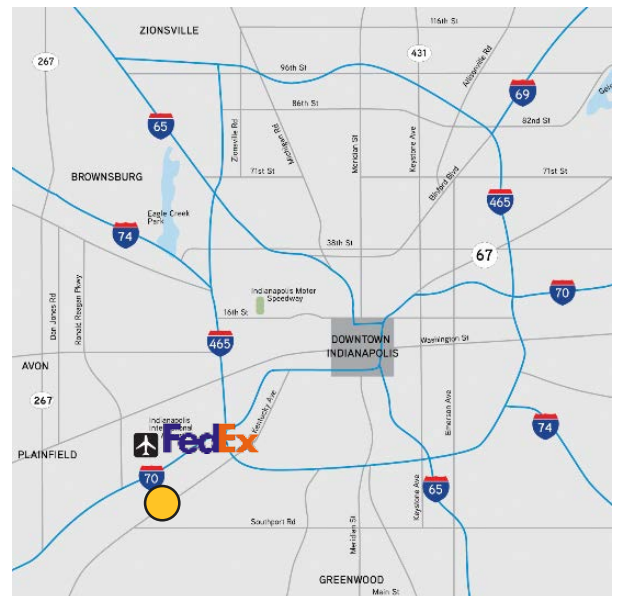 116th St
ZIONSVILLE
431
267
96th St
Allisonville Rd
69
86th St
82nd St
65
Zionsville Rd
Michigan Rd
Meridian St
Keystone Ave
Binford Blvd
71st St
71st St
BROWNSBURG
465
Eagle Creek
Park
74
38th St
67
Dan Jones Rd
Ronald Reagan Pkwy
Indianapolis Motor
Speedway
70
16th St
465
DOWNTOWN
INDIANAPOLIS
Washington St
AVON
267
Kentucky Ave
Emerson Ave
Indianapolis
FedEx
74
PLAINFIELD
70
65
Keystone Ave
Southport Rd
Meridian St
GREENWOOD
Main St